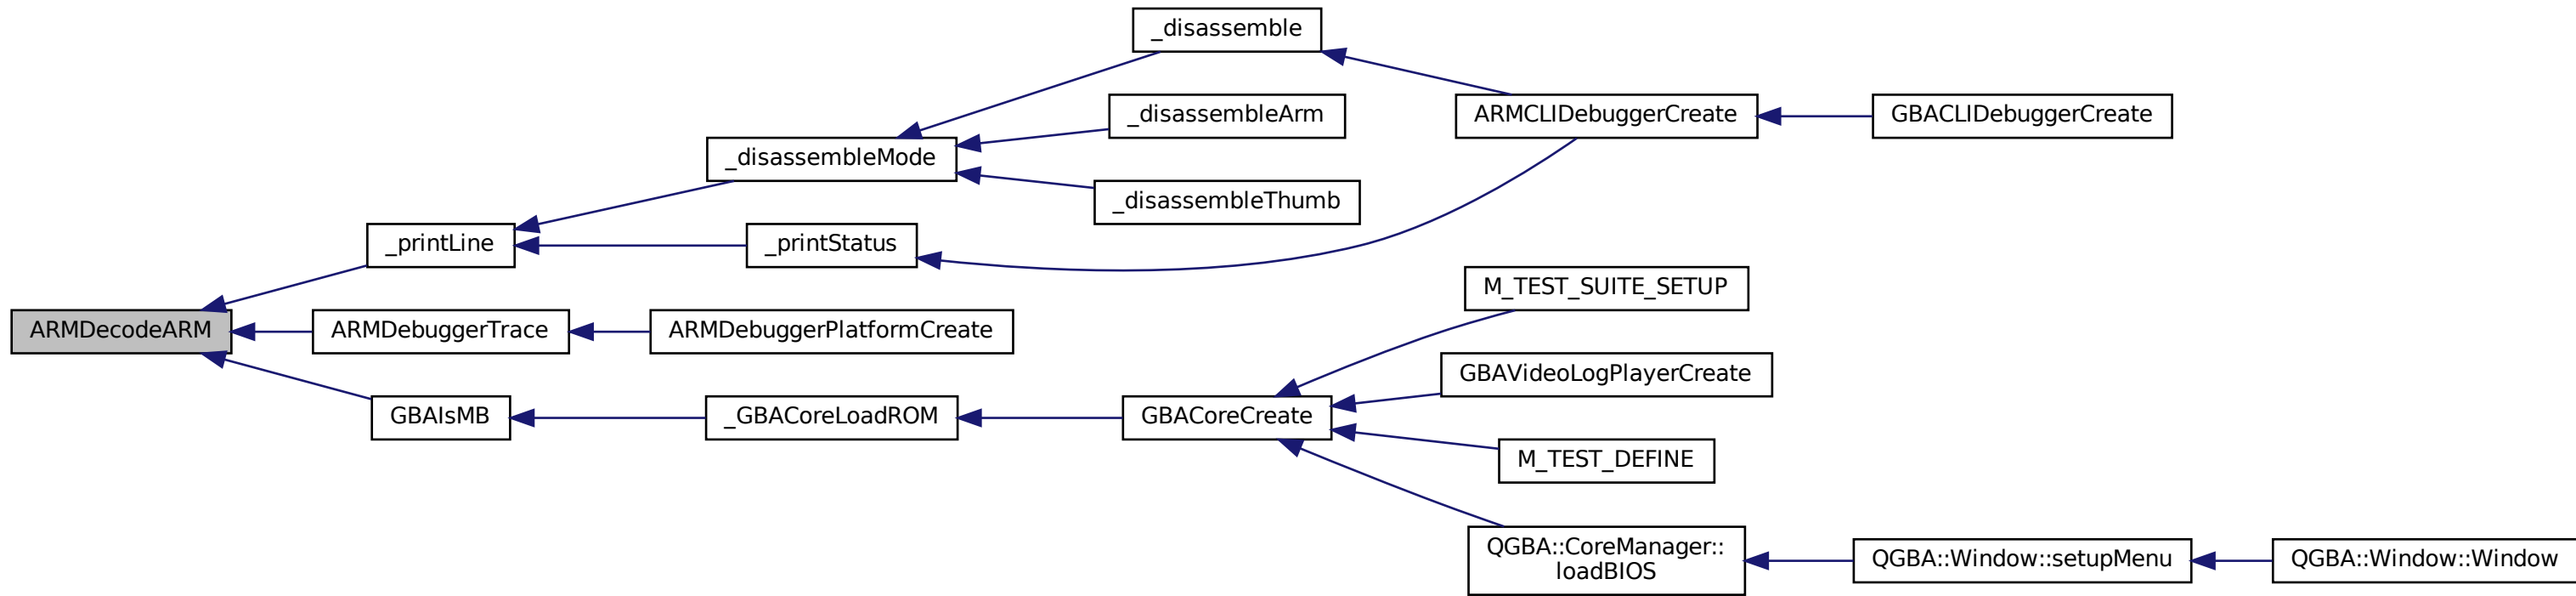 _disassemble
_disassembleArm
ARMCLIDebuggerCreate
GBACLIDebuggerCreate
_disassembleMode
_disassembleThumb
_printLine
_printStatus
M_TEST_SUITE_SETUP
ARMDecodeARM
ARMDebuggerTrace
ARMDebuggerPlatformCreate
GBAVideoLogPlayerCreate
GBAIsMB
_GBACoreLoadROM
GBACoreCreate
M_TEST_DEFINE
QGBA::CoreManager::
loadBIOS
QGBA::Window::setupMenu
QGBA::Window::Window